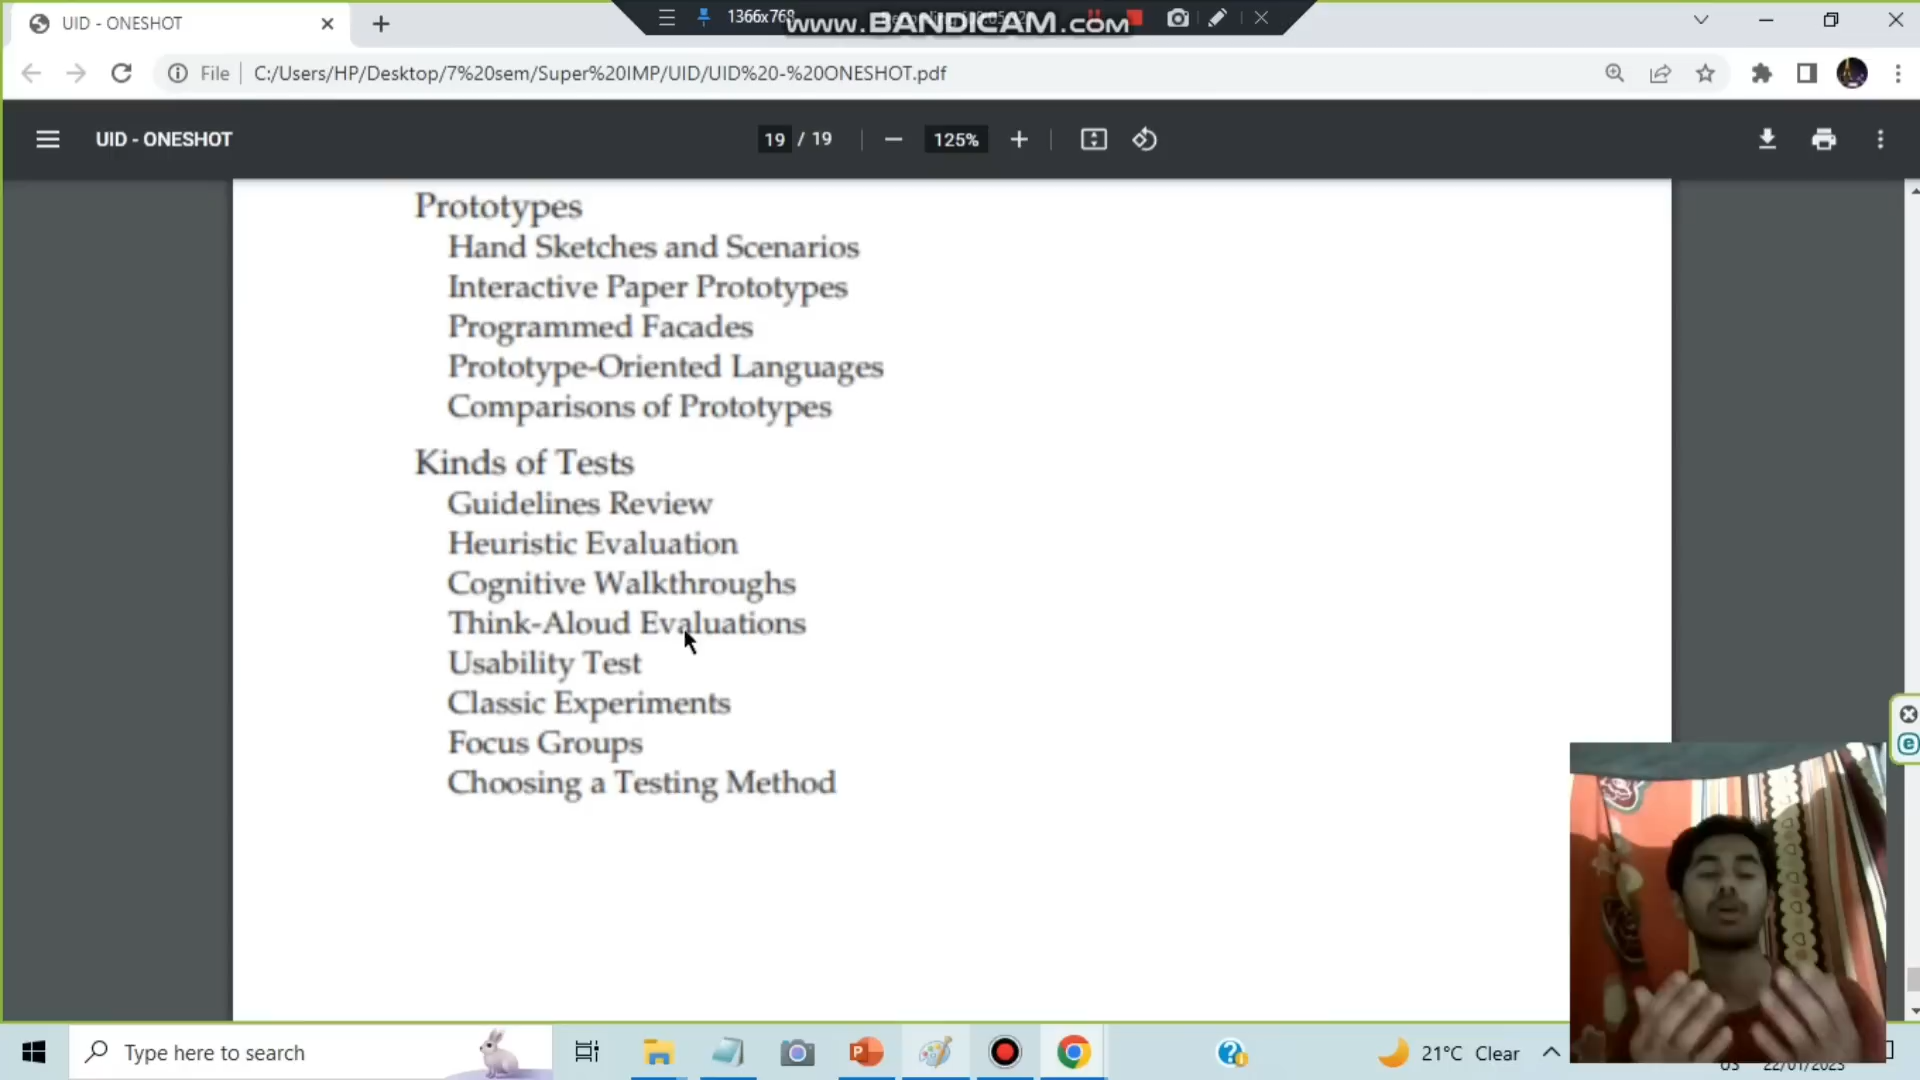 UID - ONESHOT
1366x768
www.BANDICAM.com
File
C:/Users/HP/Desktop/7%20sem/Super%20IMP/UID/UID%20-%20ONESHOT.pdf
UID - ONESHOT
19 / 19
125%
Prototypes
Hand Sketches and Scenarios
Interactive Paper Prototypes
Programmed Facades
Prototype-Oriented Languages
Comparisons of Prototypes
Kinds of Tests
Guidelines Review
Heuristic Evaluation
Cognitive Walkthroughs
Think-Aloud Evaluations
Usability Test
Classic Experiments
Focus Groups
Choosing a Testing Method
Type here to search
21°C Clear
22/01/2023